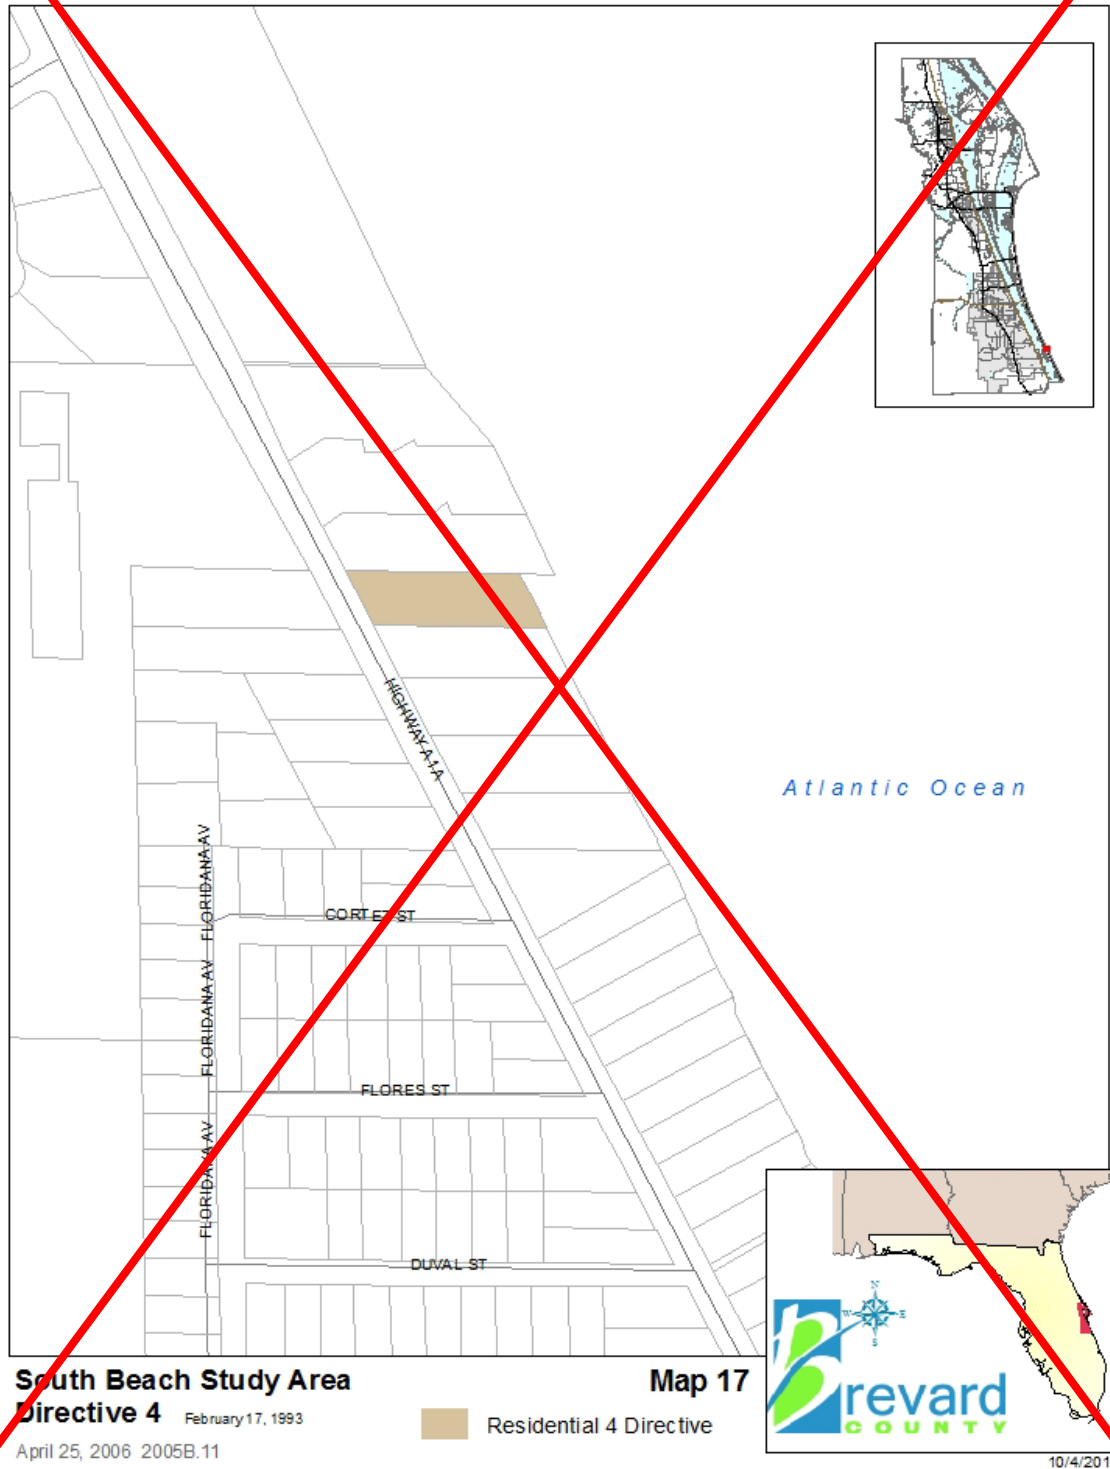 HIGHWAY A1A
Atlantic Ocean
FLORIDANA AV
CORTEZ ST
FLORIDANA AV
FLORES ST
FLORIDANA AV
DUVAL ST
N
W E
S
Brevard
COUNTY
South Beach Study Area
Map 17
Directive 4 February 17, 1993
Residential 4 Directive
April 25, 2006 2005B.11
10/4/201